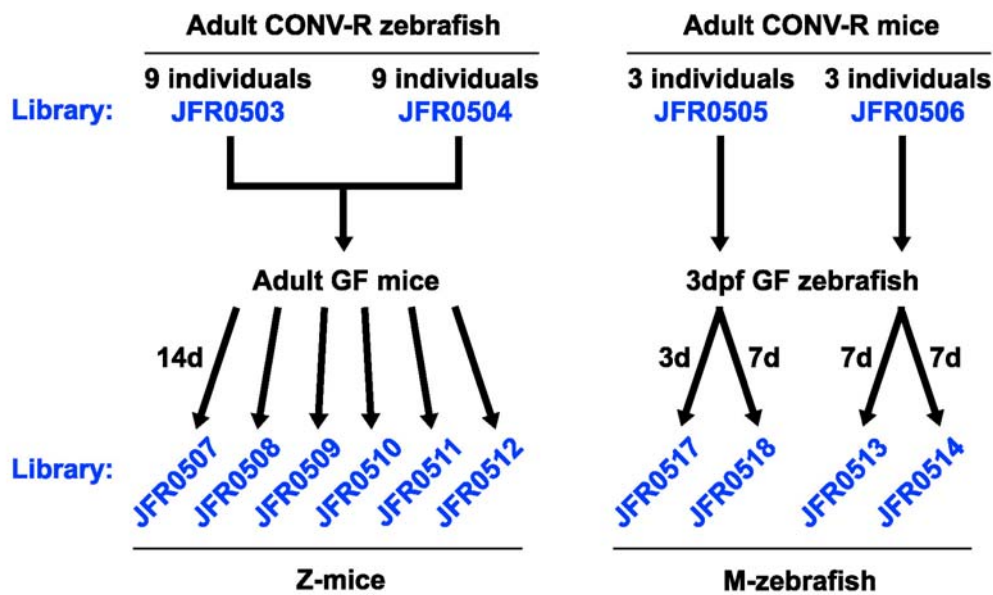 Adult CONV-R zebrafish
Adult CONV-R mice
9 individuals 9 individuals 3 individuals 3 individuals
Library: JFR0503 JFR0504 JFR0505 JFR0506
Adult GF mice 3dpf GF zebrafish
14d 3d 7d 7d 7d
Library: JFR0507 JFR0508 JFR0509 JFR0510 JFR0511 JFR0512 JFR0517 JFR0518 JFR0513 JFR0514
Z-mice M-zebrafish